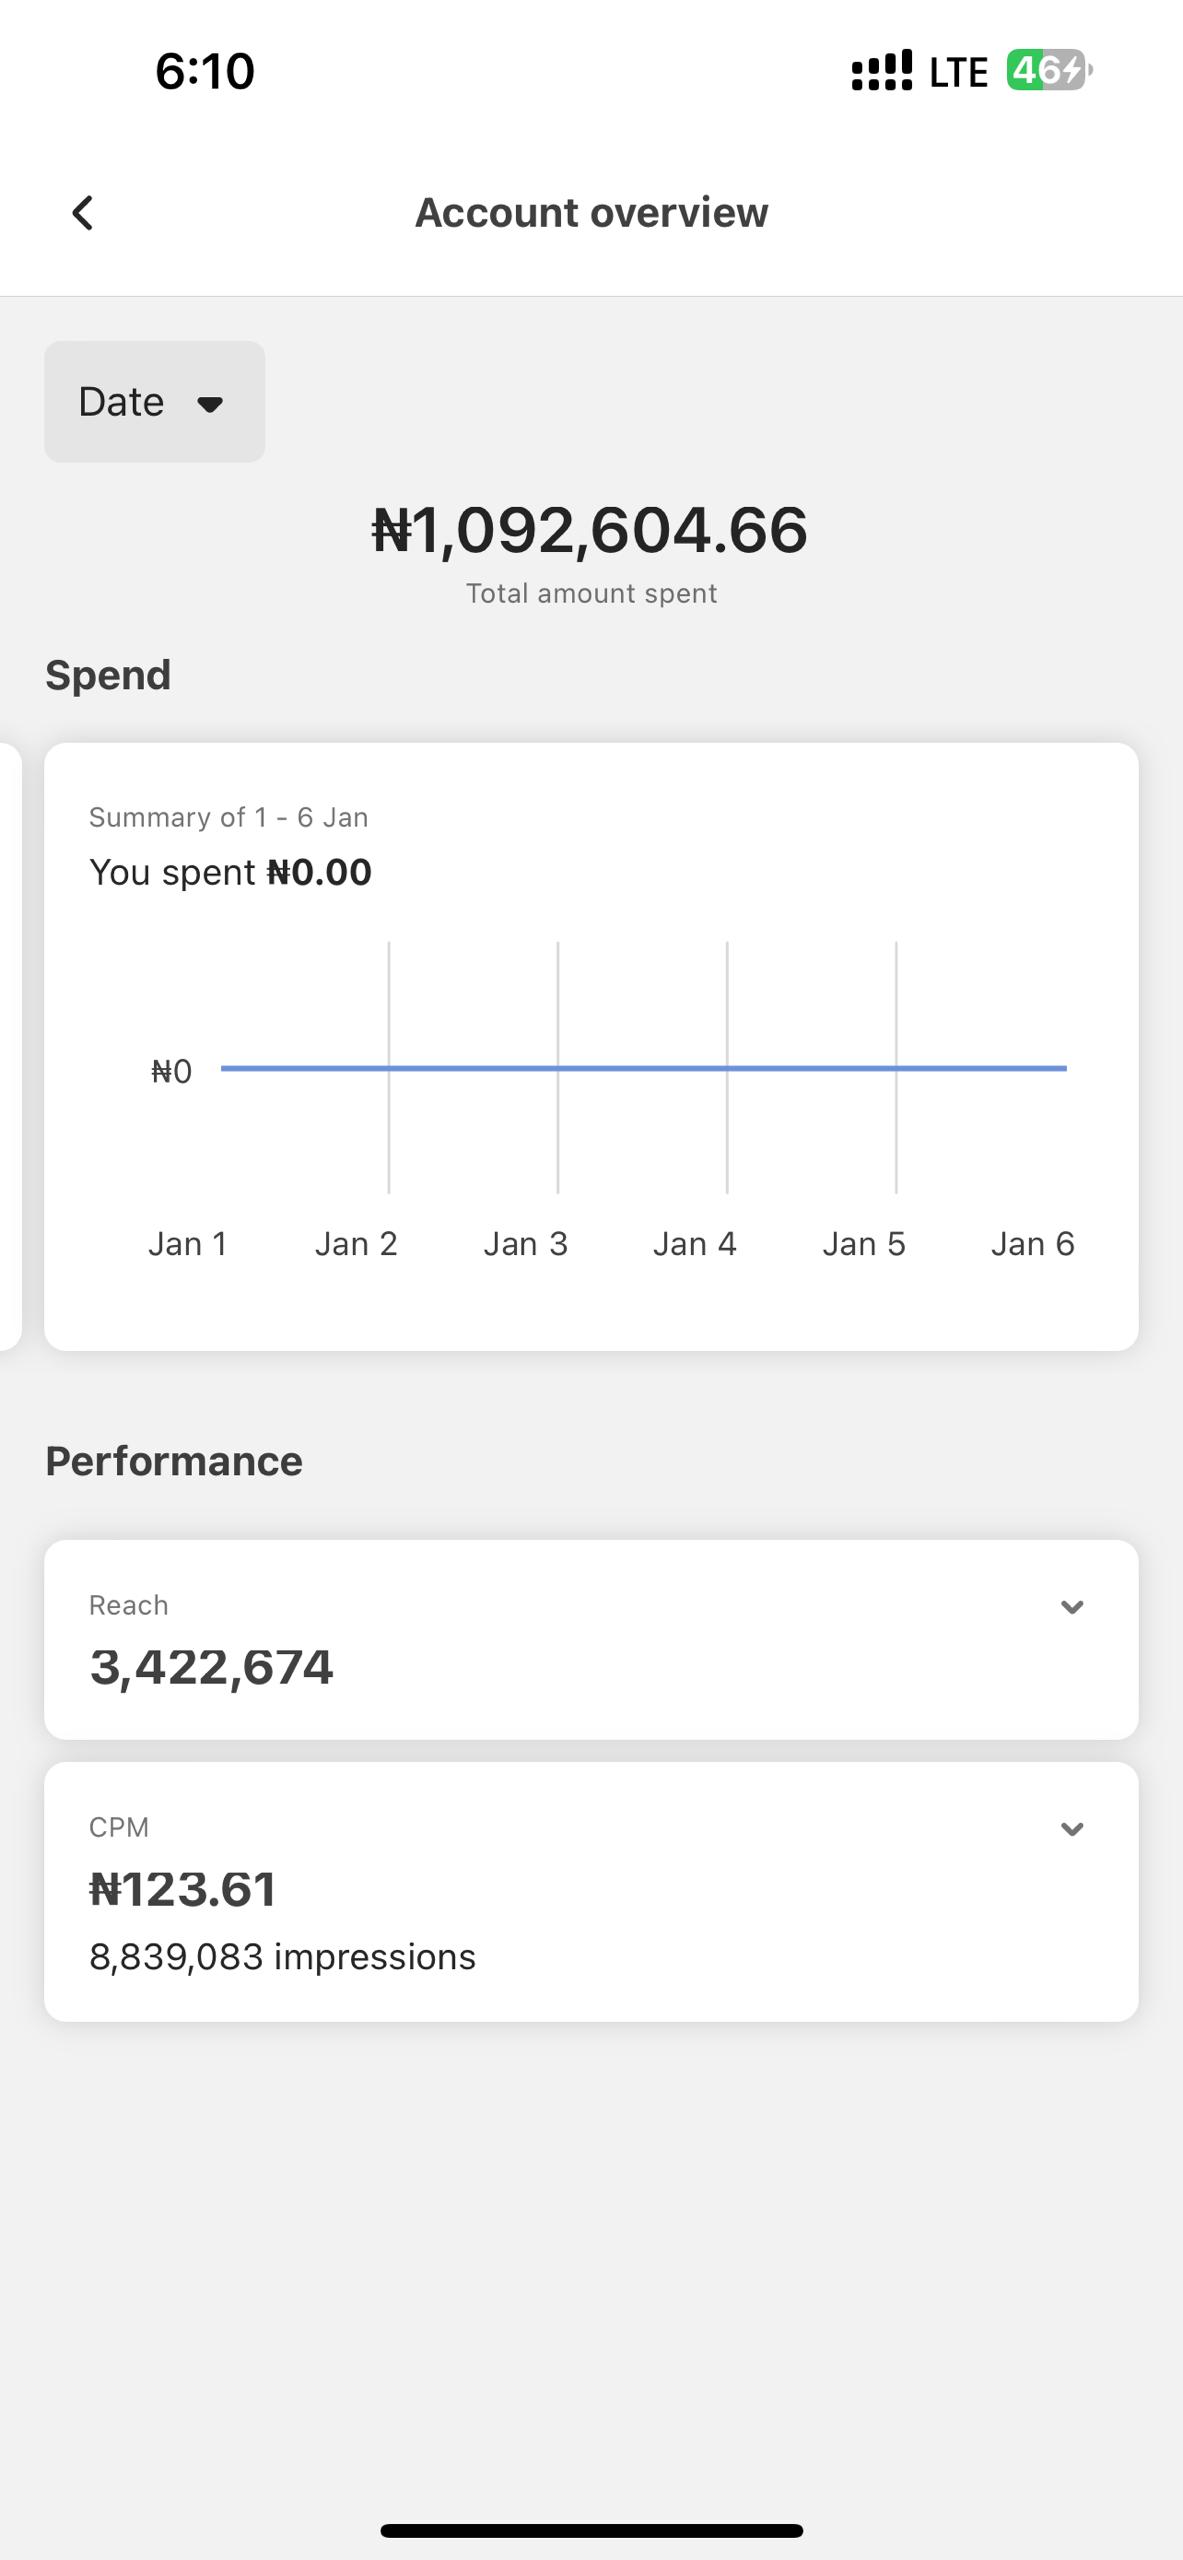 6:10
LTE 46
Account overview
Date
₦1,092,604.66
Total amount spent
Spend
Summary of 1 - 6 Jan
You spent ₦0.00
₦0
Jan 1 Jan 2 Jan 3 Jan 4 Jan 5 Jan 6
Performance
Reach
3,422,674
CPM
₦123.61
8,839,083 impressions